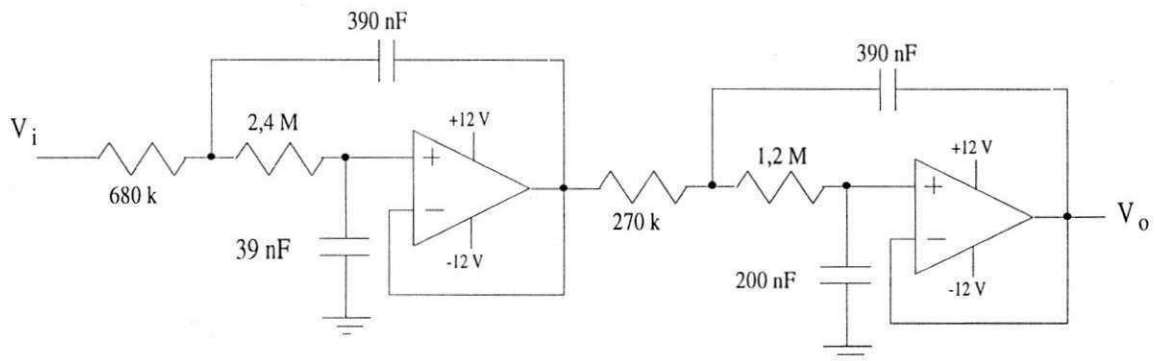 390 nF
390 nF
V i
2,4 M
+12 V
+
680 k
39 nF
−
-12 V
270 k
1,2 M
+12 V
+
V o
200 nF
−
-12 V